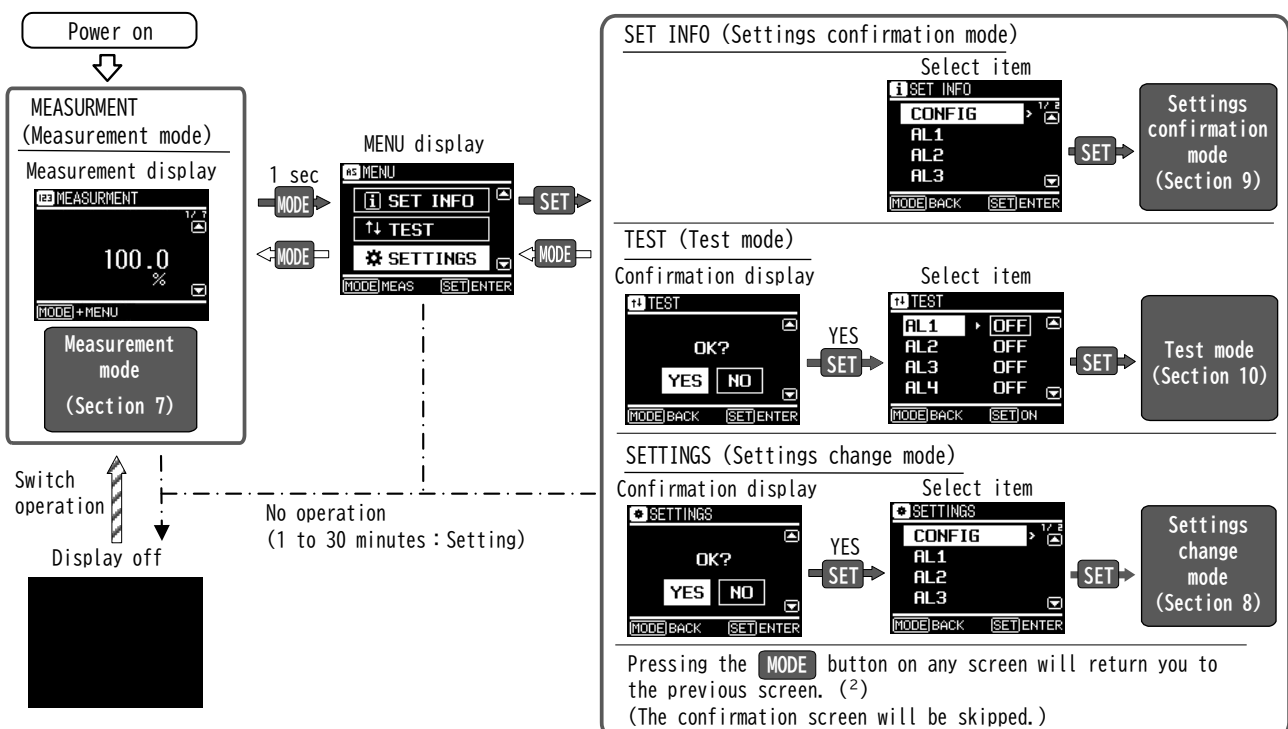 Power on
MEASURMENT
(Measurement mode)
Measurement display
123 MEASURMENT
1/ 7
100.0
%
MODE +MENU
Measurement
mode
(Section 7)
Switch
operation
Display off
1 sec
MODE
MODE
MENU display
AS MENU
i SET INFO
↑↓ TEST
SETTINGS
MODE MEAS SET ENTER
SET
MODE
No operation
(1 to 30 minutes：Setting)
SET INFO (Settings confirmation mode)
Select item
i SET INFO
CONFIG > 1/ 2
AL1
AL2
AL3
MODE BACK SET ENTER
SET
Settings
confirmation
mode
(Section 9)
TEST (Test mode)
Confirmation display
↑↓ TEST
OK?
YES NO
MODE BACK SET ENTER
YES
SET
Select item
↑↓ TEST
AL1 OFF
AL2 OFF
AL3 OFF
AL4 OFF
MODE BACK SET ON
SET
Test mode
(Section 10)
SETTINGS (Settings change mode)
Confirmation display
SETTINGS
OK?
YES NO
MODE BACK SET ENTER
YES
SET
Select item
SETTINGS
CONFIG > 1/ 2
AL1
AL2
AL3
MODE BACK SET ENTER
SET
Settings
change
mode
(Section 8)
Pressing the MODE button on any screen will return you to
the previous screen. (²)
(The confirmation screen will be skipped.)